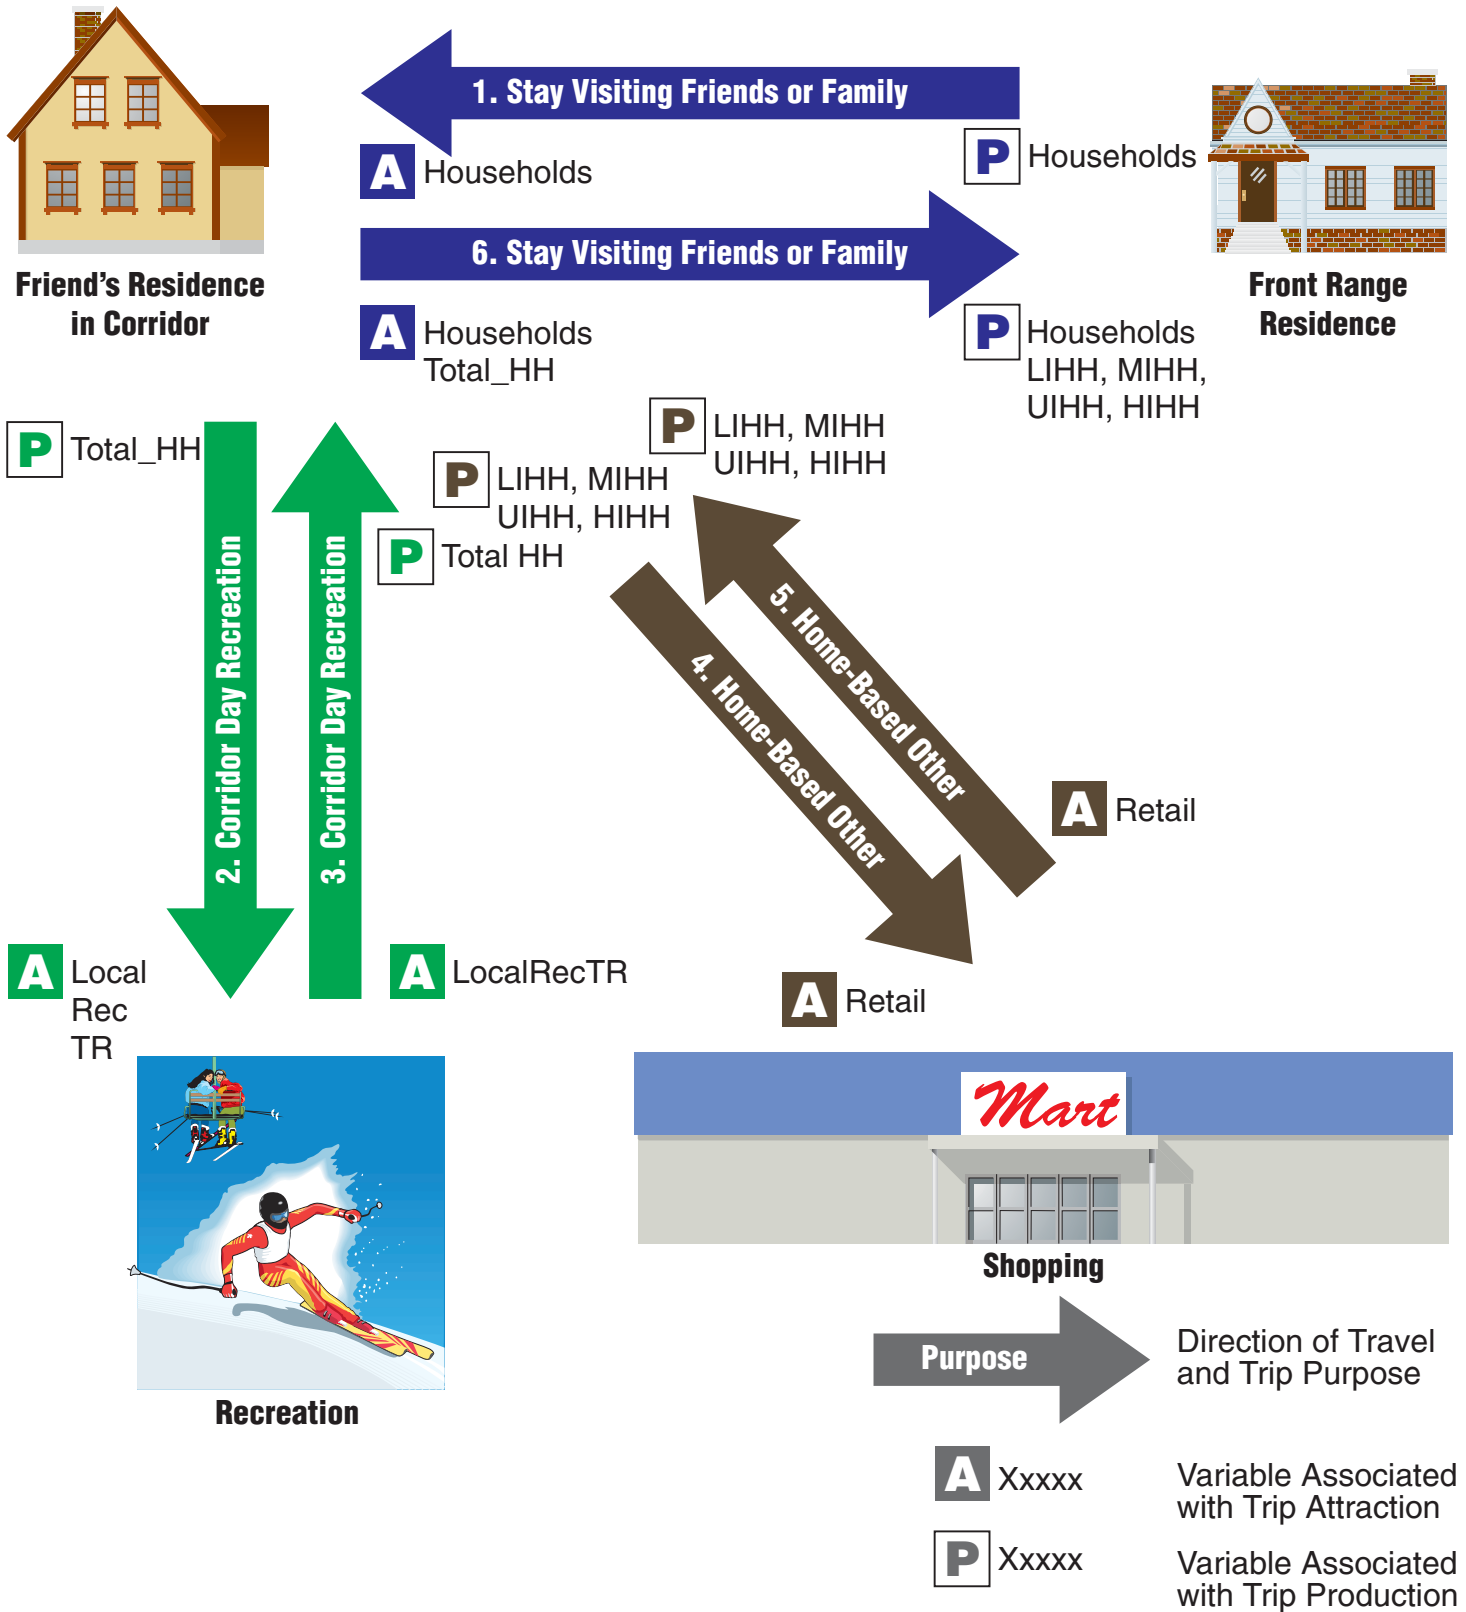 1. Stay Visiting Friends or Family
A Households
P Households
6. Stay Visiting Friends or Family
Friend's Residence
in Corridor
Front Range
Residence
A Households
Total_HH
P Households
LIHH, MIHH,
UIHH, HIHH
P Total_HH
P LIHH, MIHH
UIHH, HIHH
P LIHH, MIHH
UIHH, HIHH
P Total HH
2. Corridor Day Recreation
3. Corridor Day Recreation
4. Home-Based Other
5. Home-Based Other
A Retail
A Local
Rec
TR
A LocalRecTR
A Retail
Mart
Shopping
Recreation
Purpose
Direction of Travel
and Trip Purpose
A Xxxxx
Variable Associated
with Trip Attraction
P Xxxxx
Variable Associated
with Trip Production